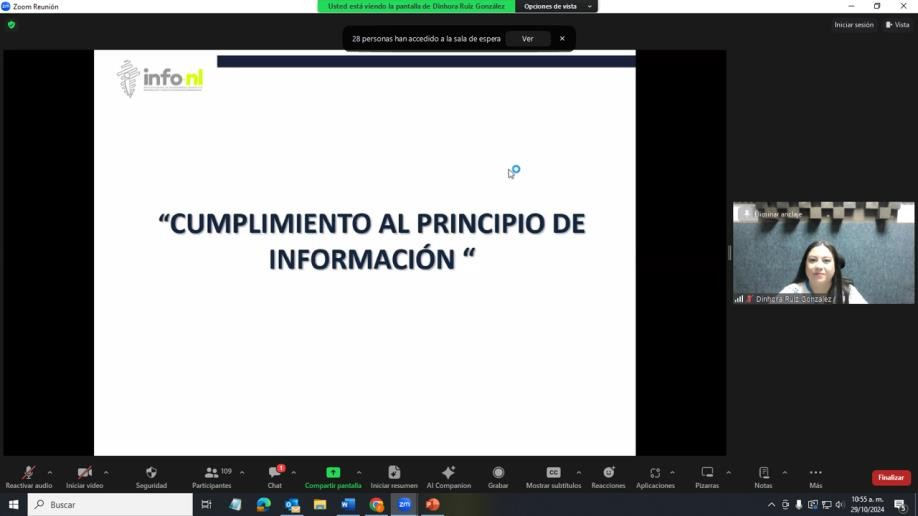 Zoom Reunión
Usted está viendo la pantalla de Dinhora Ruiz González
Opciones de vista
28 personas han accedido a la sala de espera
Ver
Iniciar sesión
Vista
info nl
“CUMPLIMIENTO AL PRINCIPIO DE
INFORMACIÓN “
Eliminar anclaje
Dinhora Ruiz González
Reactivar audio
Iniciar video
Seguridad
109
Participantes
1
Chat
Compartir pantalla
Iniciar resumen
AI Companion
Grabar
CC
Mostrar subtítulos
Reacciones
Aplicaciones
Pizarras
Notas
Más
Finalizar
Buscar
zm
10:55 a. m.
29/10/2024